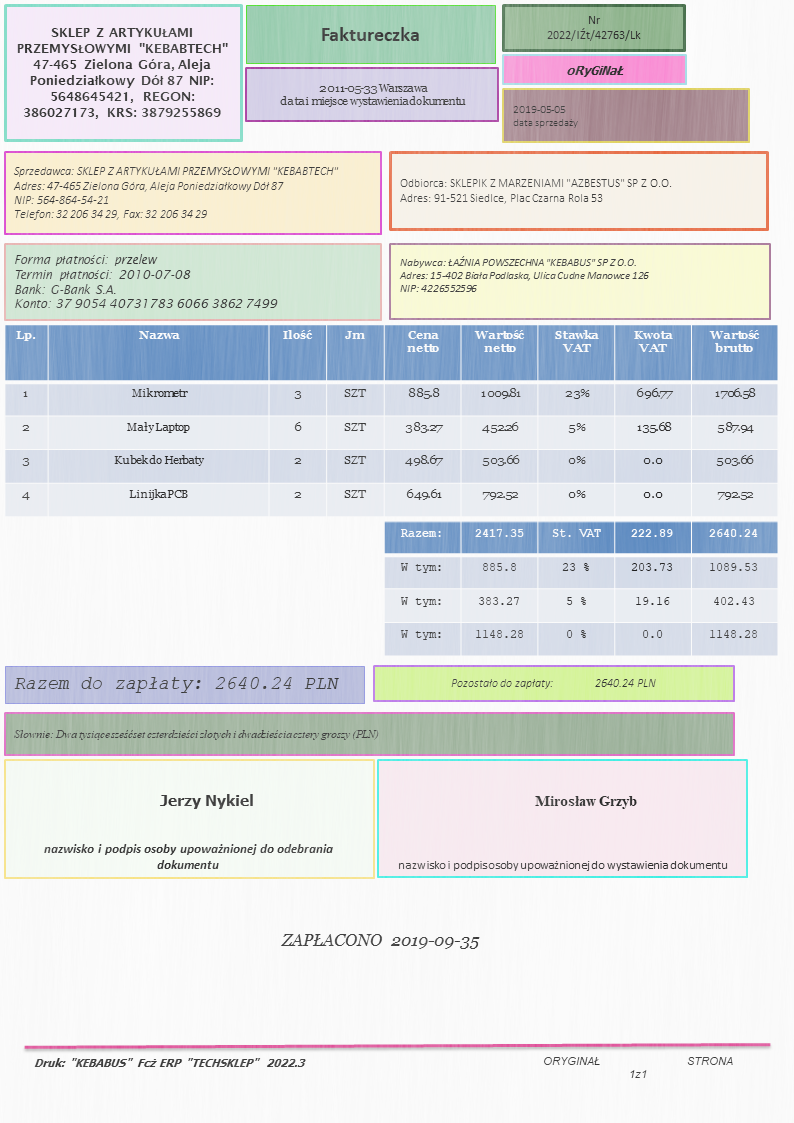 SKLEP Z ARTYKUŁAMI
PRZEMYSŁOWYMI "KEBABTECH"
47-465 Zielona Góra, Aleja
Poniedziałkowy Dół 87 NIP:
5648645421, REGON:
386027173, KRS: 3879255869
Faktureczka
2011-05-33 Warszawa
data i miejsce wystawienia dokumentu
Nr
2022/IŻt/42763/Lk
oRyGiNaŁ
2019-05-05
data sprzedaży
Sprzedawca: SKLEP Z ARTYKUŁAMI PRZEMYSŁOWYMI "KEBABTECH"
Adres: 47-465 Zielona Góra, Aleja Poniedziałkowy Dół 87
NIP: 564-864-54-21
Telefon: 32 206 34 29, Fax: 32 206 34 29
Odbiorca: SKLEPIK Z MARZENIAMI "AZBESTUS" SP Z O.O.
Adres: 91-521 Siedlce, Plac Czarna Rola 53
Forma płatności: przelew
Termin płatności: 2010-07-08
Bank: G-Bank S.A.
Konto: 37 9054 40731783 6066 3862 7499
Nabywca: ŁAŹNIA POWSZECHNA "KEBABUS" SP Z O.O.
Adres: 15-402 Biała Podlaska, Ulica Cudne Manowce 126
NIP: 4226552596
Lp. Nazwa Ilość Jm Cena netto Wartość netto Stawka VAT Kwota VAT Wartość brutto
1 Mikrometr 3 SZT 885.8 1009.81 23% 696.77 1706.58
2 Mały Laptop 6 SZT 383.27 452.26 5% 135.68 587.94
3 Kubek do Herbaty 2 SZT 498.67 503.66 0% 0.0 503.66
4 Linijka PCB 2 SZT 649.61 792.52 0% 0.0 792.52
Razem: 2417.35 St. VAT 222.89 2640.24
W tym: 885.8 23 % 203.73 1089.53
W tym: 383.27 5 % 19.16 402.43
W tym: 1148.28 0 % 0.0 1148.28
Razem do zapłaty: 2640.24 PLN
Pozostało do zapłaty: 2640.24 PLN
Słownie: Dwa tysiące sześćset czterdzieści złotych i dwadzieścia cztery groszy (PLN)
Jerzy Nykiel
nazwisko i podpis osoby upoważnionej do odebrania
dokumentu
Mirosław Grzyb
nazwisko i podpis osoby upoważnionej do wystawienia dokumentu
ZAPŁACONO 2019-09-35
Druk: "KEBABUS" Fcż ERP "TECHSKLEP" 2022.3
ORYGINAŁ STRONA
1z1